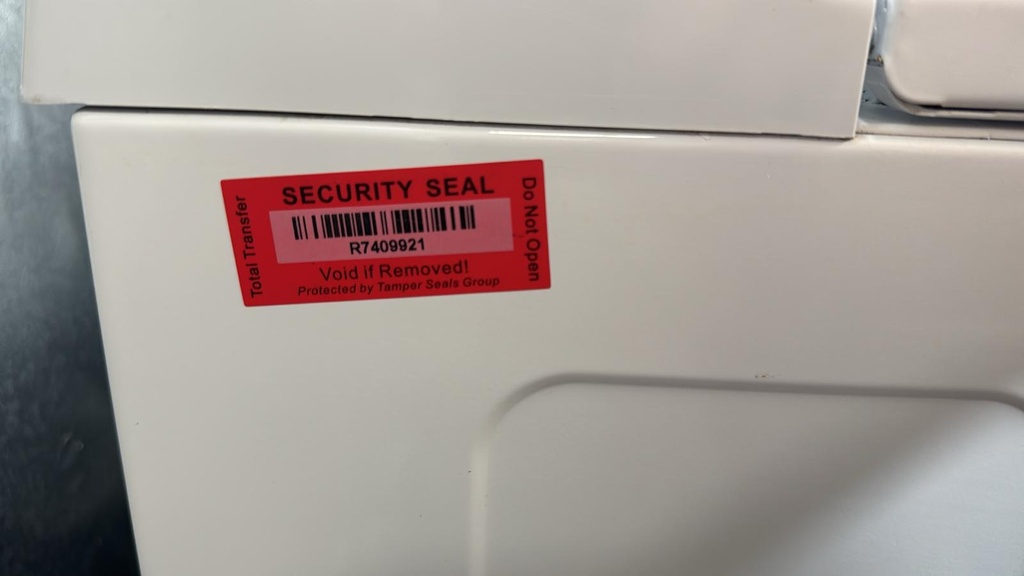 SECURITY SEAL
Total Transfer
R7409921
Do Not Open
Void if Removed!
Protected by Tamper Seals Group